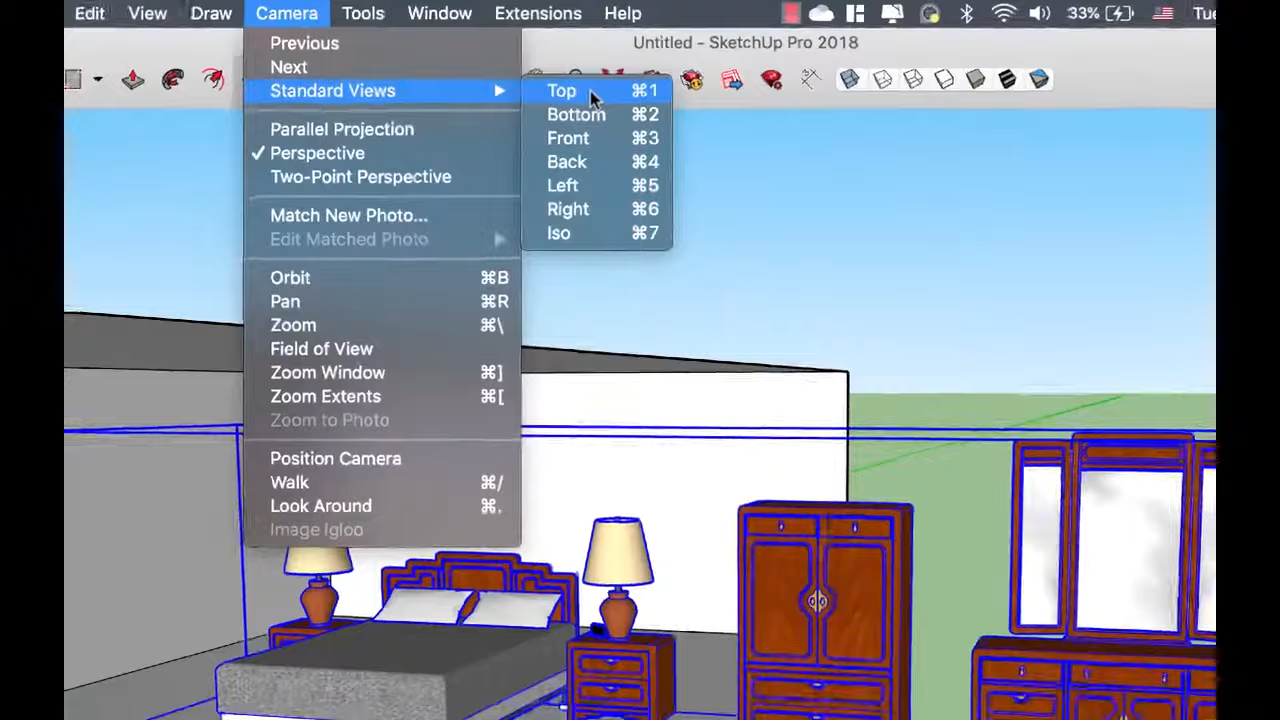 Edit View Draw Camera Tools Window Extensions Help 33% Tue
Untitled - SketchUp Pro 2018
Previous
Next
Standard Views
Parallel Projection
✓ Perspective
Two-Point Perspective
Match New Photo...
Edit Matched Photo
Orbit ⌘B
Pan ⌘R
Zoom ⌘\
Field of View
Zoom Window ⌘]
Zoom Extents ⌘[
Zoom to Photo
Position Camera
Walk ⌘/
Look Around ⌘.
Image Igloo
Top ⌘1
Bottom ⌘2
Front ⌘3
Back ⌘4
Left ⌘5
Right ⌘6
Iso ⌘7